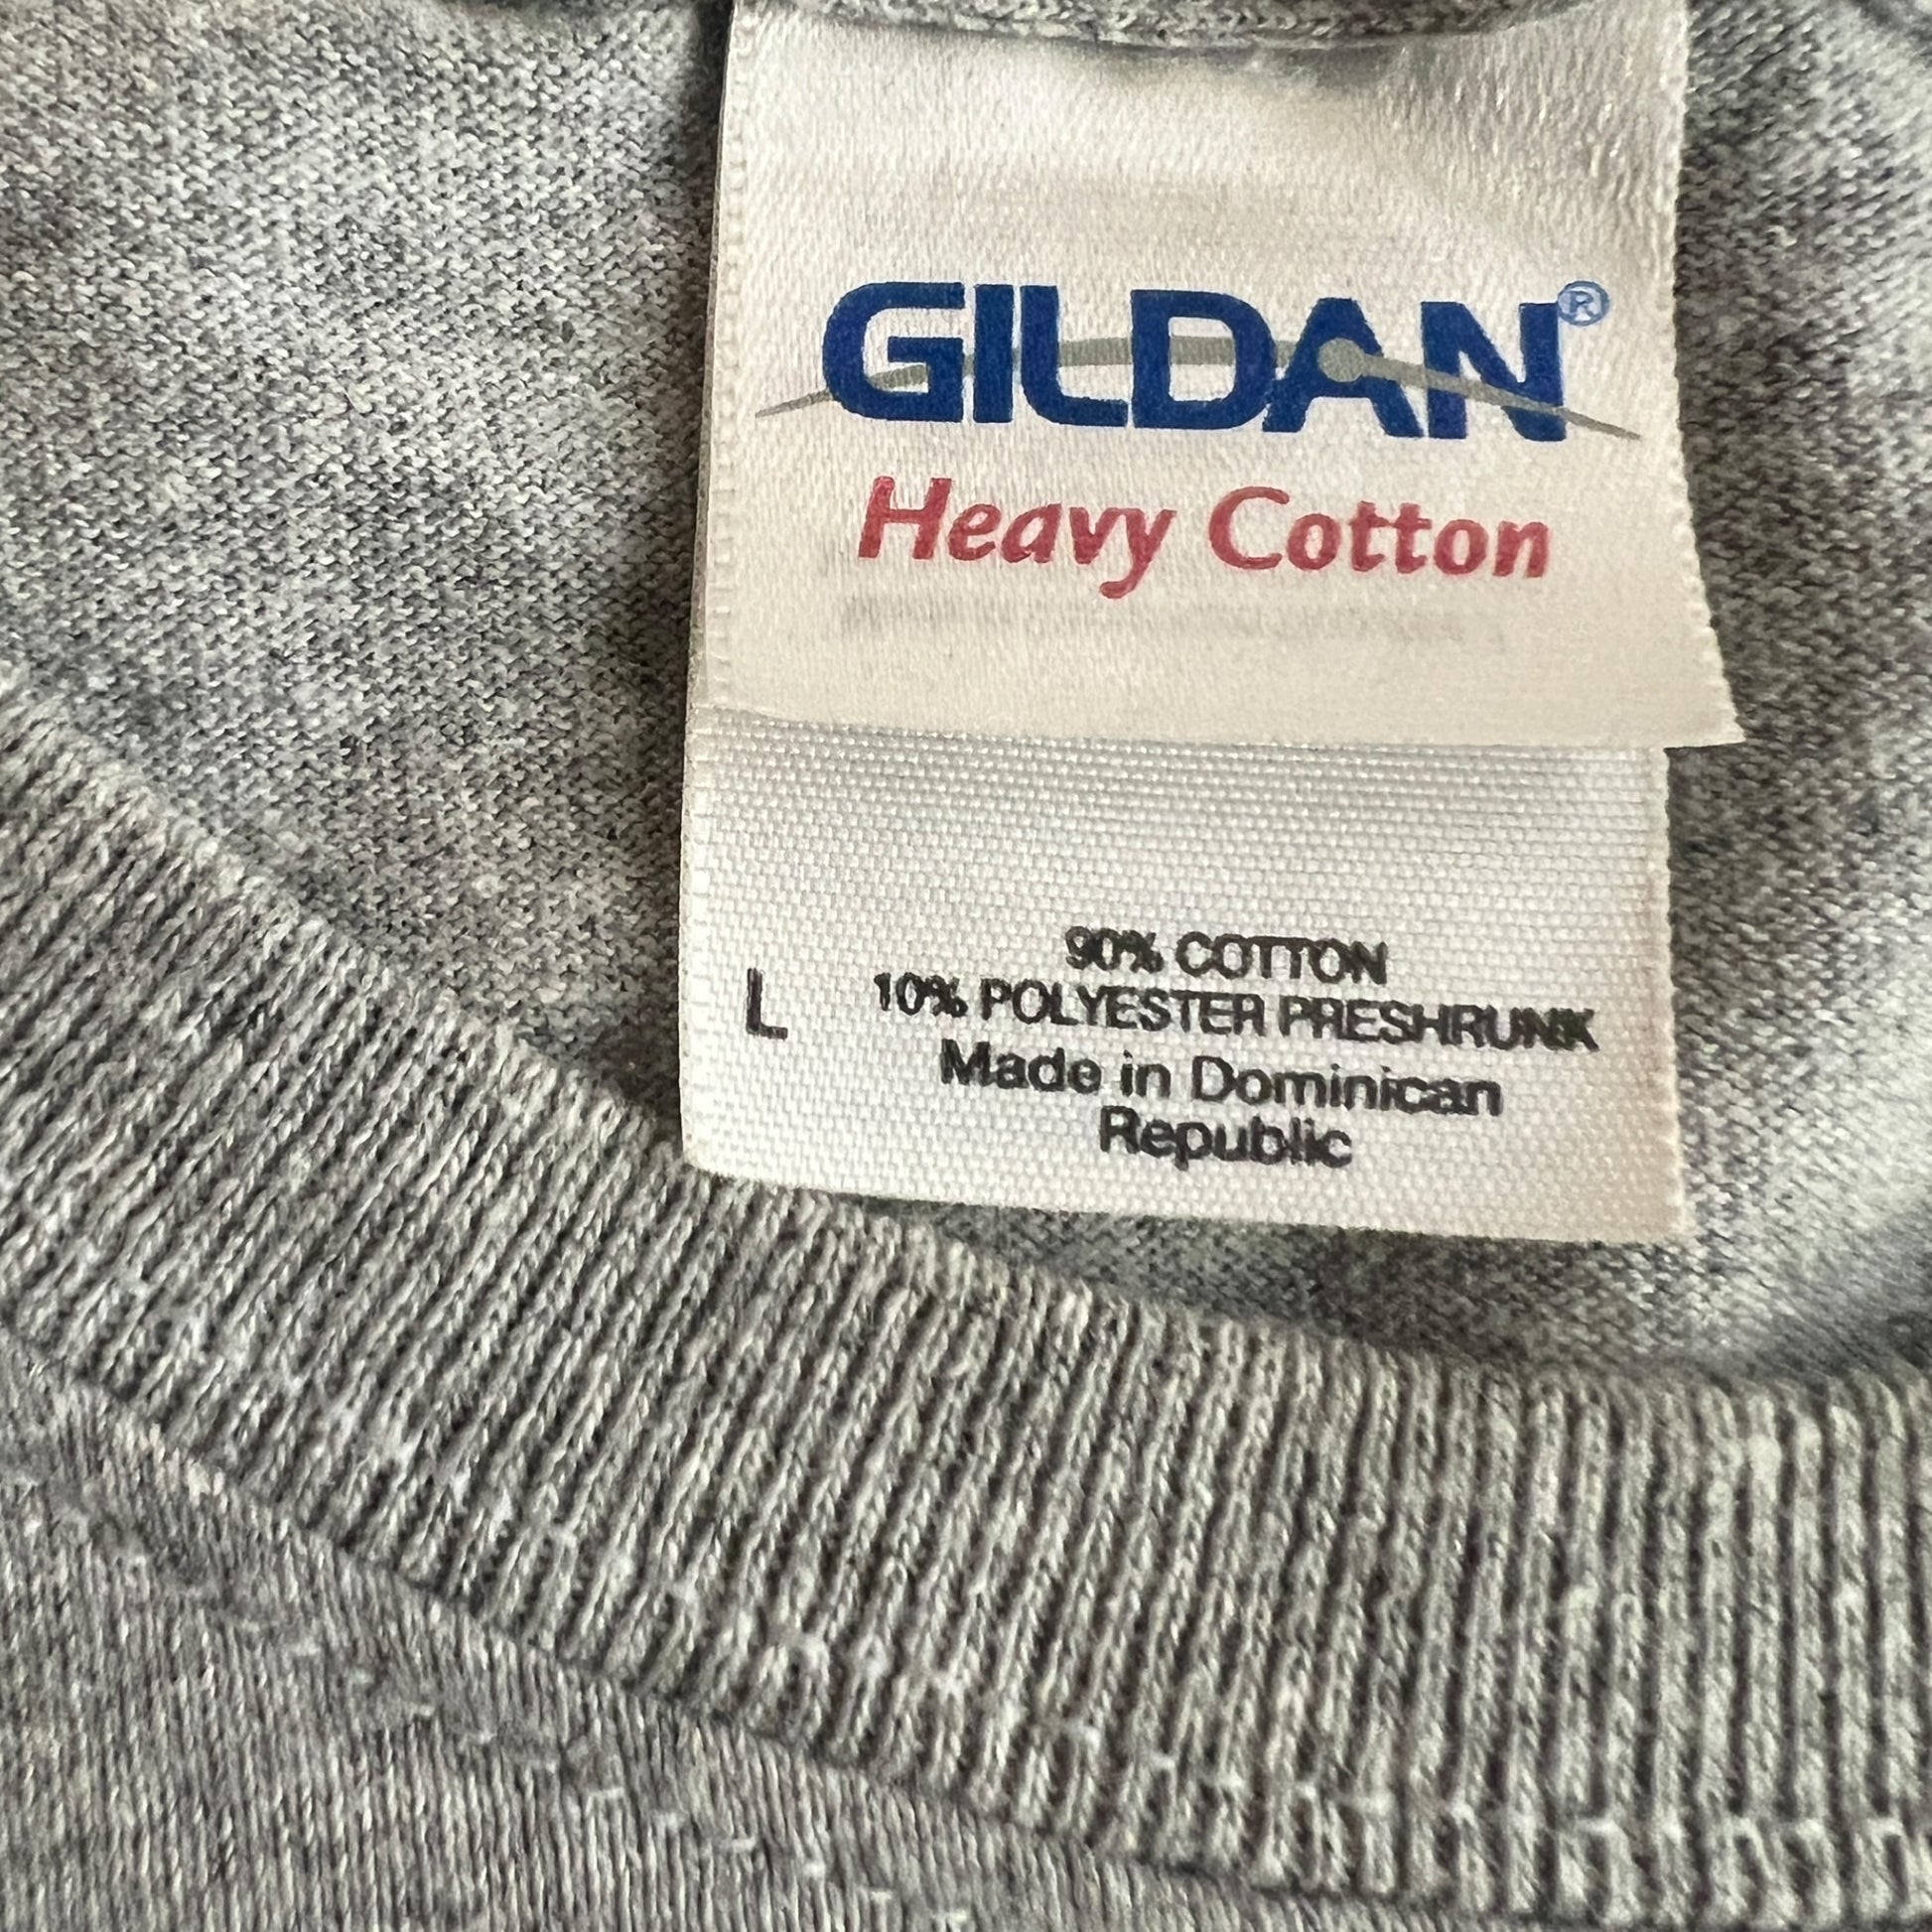 GILDAN®
Heavy Cotton
90% COTTON
L 10% POLYESTER PRESHRUNK
Made in Dominican
Republic